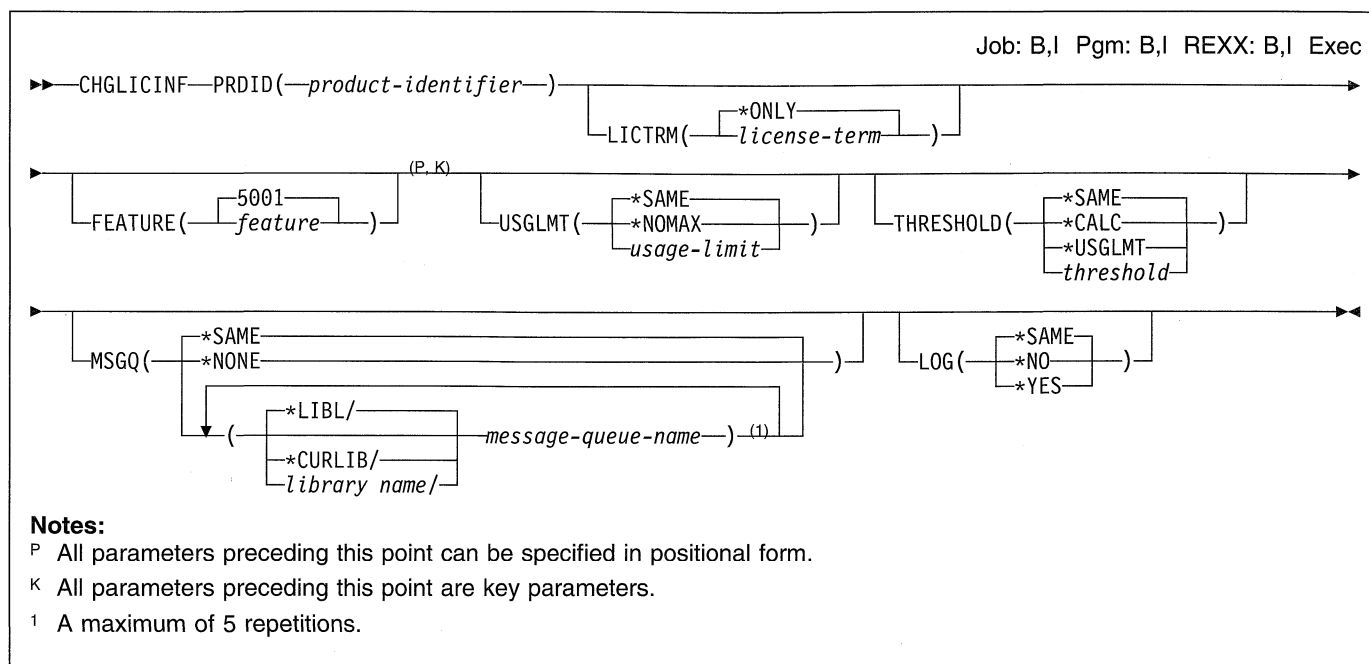 Job: B,I Pgm: B,I REXX: B,I Exec
CHGLICINF PRDID( product-identifier )
LICTRM( *ONLY )
license-term
(P, K)
FEATURE( 5001 )
feature
USGLMT( *SAME )
*NOMAX
usage-limit
THRESHOLD( *SAME )
*CALC
*USGLMT
threshold
MSGQ( *SAME )
*NONE
( *LIBL/ message-queue-name ) (1)
*CURLIB/
library name/
LOG( *SAME )
*NO
*YES
Notes:
P All parameters preceding this point can be specified in positional form.
K All parameters preceding this point are key parameters.
1 A maximum of 5 repetitions.